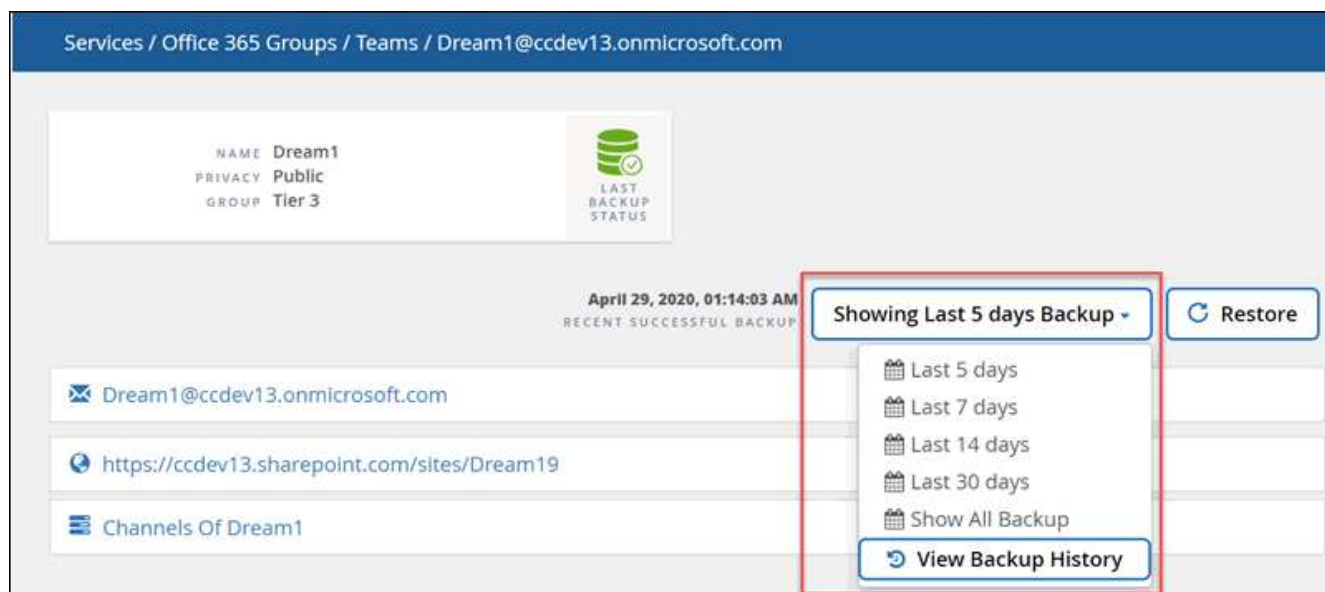 Services / Office 365 Groups / Teams / Dream1@ccdev13.onmicrosoft.com
NAME Dream1
PRIVACY Public
GROUP Tier 3
LAST
BACKUP
STATUS
April 29, 2020, 01:14:03 AM
RECENT SUCCESSFUL BACKUP
Showing Last 5 days Backup
Restore
Last 5 days
Last 7 days
Last 14 days
Last 30 days
Show All Backup
View Backup History
Dream1@ccdev13.onmicrosoft.com
https://ccdev13.sharepoint.com/sites/Dream19
Channels Of Dream1